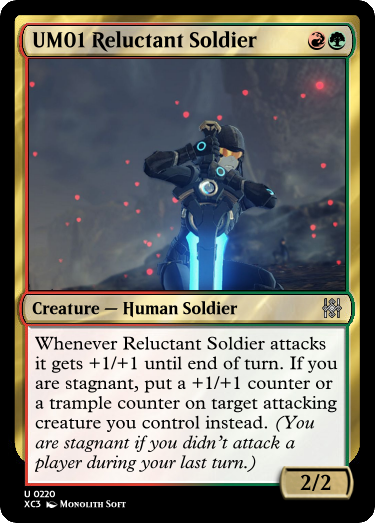 UM01 Reluctant Soldier
Creature — Human Soldier
Whenever Reluctant Soldier attacks
it gets +1/+1 until end of turn. If you
are stagnant, put a +1/+1 counter or
a trample counter on target attacking
creature you control instead. (You
are stagnant if you didn't attack a
player during your last turn.)
2/2
U 0220
XC3 Monolith Soft